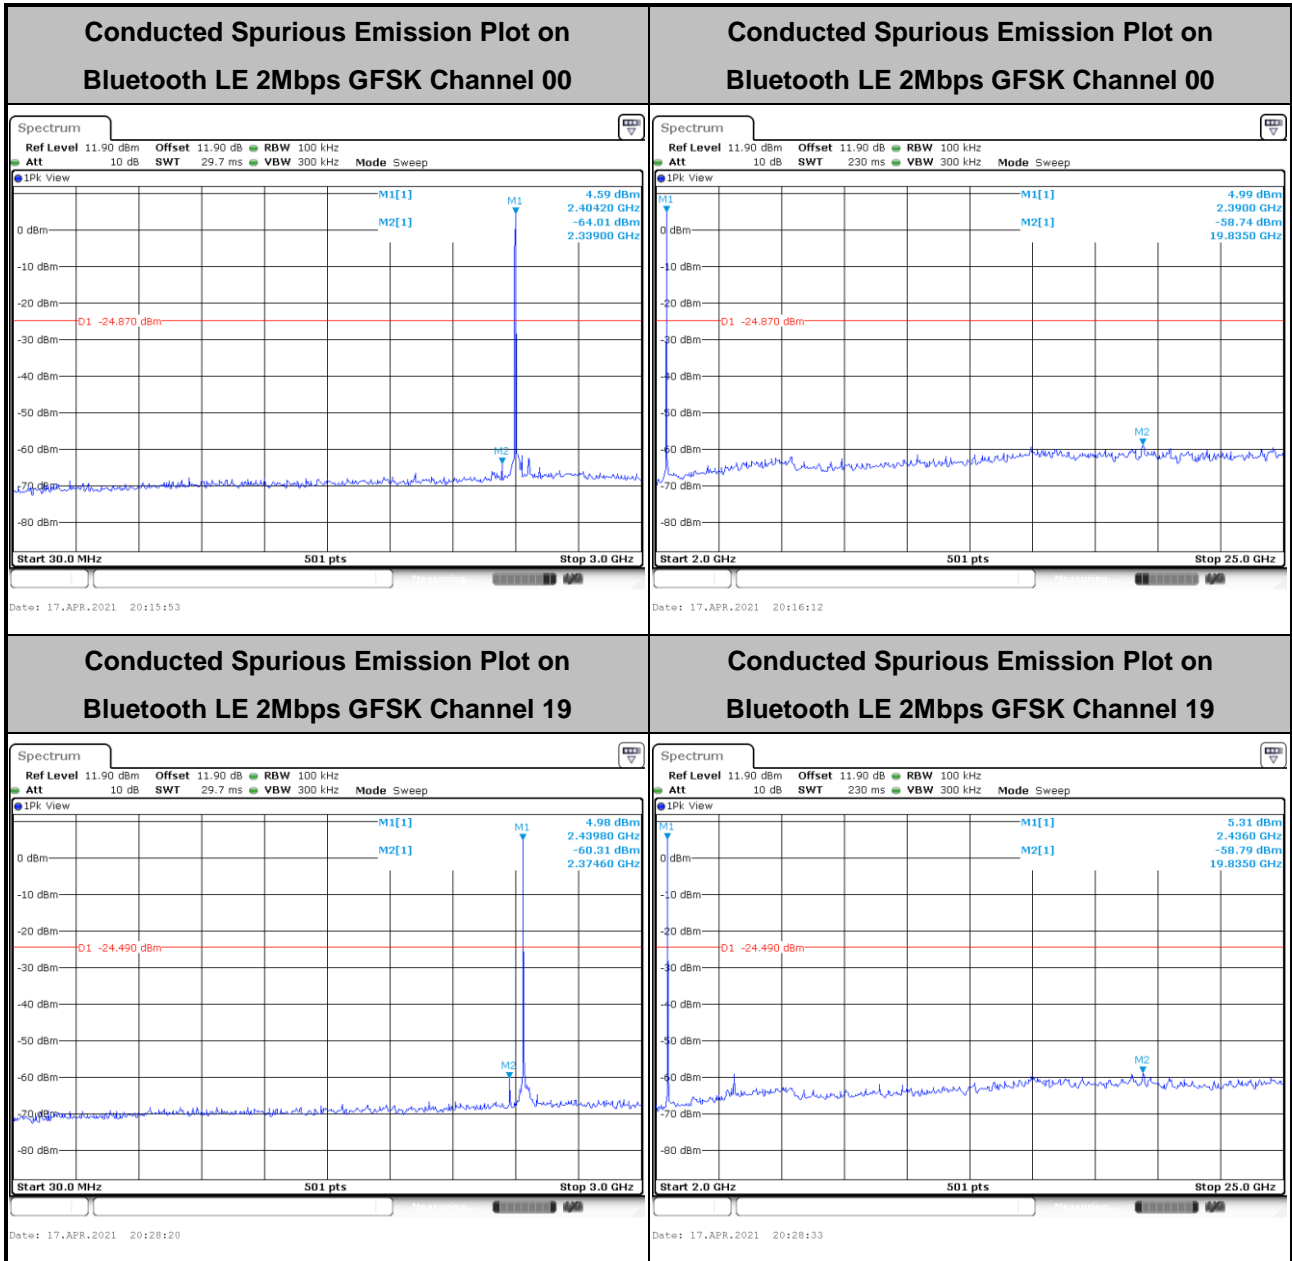 Conducted Spurious Emission Plot on
Bluetooth LE 2Mbps GFSK Channel 00
Spectrum
Ref Level 11.90 dBm Offset 11.90 dB RBW 100 kHz
Att 10 dB SWT 29.7 ms VBW 300 kHz Mode Sweep
1Pk View
M1[1] 4.59 dBm
2.40420 GHz
M2[1] -64.01 dBm
2.33900 GHz
M1
0 dBm
-10 dBm
-20 dBm
D1 -24.870 dBm
-30 dBm
-40 dBm
-50 dBm
-60 dBm
M2
-70 dBm
-80 dBm
Start 30.0 MHz 501 pts Stop 3.0 GHz
Measuring...
Date: 17.APR.2021 20:15:53
Conducted Spurious Emission Plot on
Bluetooth LE 2Mbps GFSK Channel 00
Spectrum
Ref Level 11.90 dBm Offset 11.90 dB RBW 100 kHz
Att 10 dB SWT 230 ms VBW 300 kHz Mode Sweep
1Pk View
M1[1] 4.99 dBm
2.3900 GHz
M2[1] -58.74 dBm
19.8350 GHz
M1
0 dBm
-10 dBm
-20 dBm
D1 -24.870 dBm
-30 dBm
-40 dBm
-50 dBm
M2
-60 dBm
-70 dBm
-80 dBm
Start 2.0 GHz 501 pts Stop 25.0 GHz
Measuring...
Date: 17.APR.2021 20:16:12
Conducted Spurious Emission Plot on
Bluetooth LE 2Mbps GFSK Channel 19
Spectrum
Ref Level 11.90 dBm Offset 11.90 dB RBW 100 kHz
Att 10 dB SWT 29.7 ms VBW 300 kHz Mode Sweep
1Pk View
M1[1] 4.98 dBm
2.43980 GHz
M2[1] -60.31 dBm
2.37460 GHz
M1
0 dBm
-10 dBm
-20 dBm
D1 -24.490 dBm
-30 dBm
-40 dBm
-50 dBm
M2
-60 dBm
-70 dBm
-80 dBm
Start 30.0 MHz 501 pts Stop 3.0 GHz
Measuring...
Date: 17.APR.2021 20:28:20
Conducted Spurious Emission Plot on
Bluetooth LE 2Mbps GFSK Channel 19
Spectrum
Ref Level 11.90 dBm Offset 11.90 dB RBW 100 kHz
Att 10 dB SWT 230 ms VBW 300 kHz Mode Sweep
1Pk View
M1[1] 5.31 dBm
2.4360 GHz
M2[1] -58.79 dBm
19.8350 GHz
M1
0 dBm
-10 dBm
-20 dBm
D1 -24.490 dBm
-30 dBm
-40 dBm
-50 dBm
M2
-60 dBm
-70 dBm
-80 dBm
Start 2.0 GHz 501 pts Stop 25.0 GHz
Measuring...
Date: 17.APR.2021 20:28:33